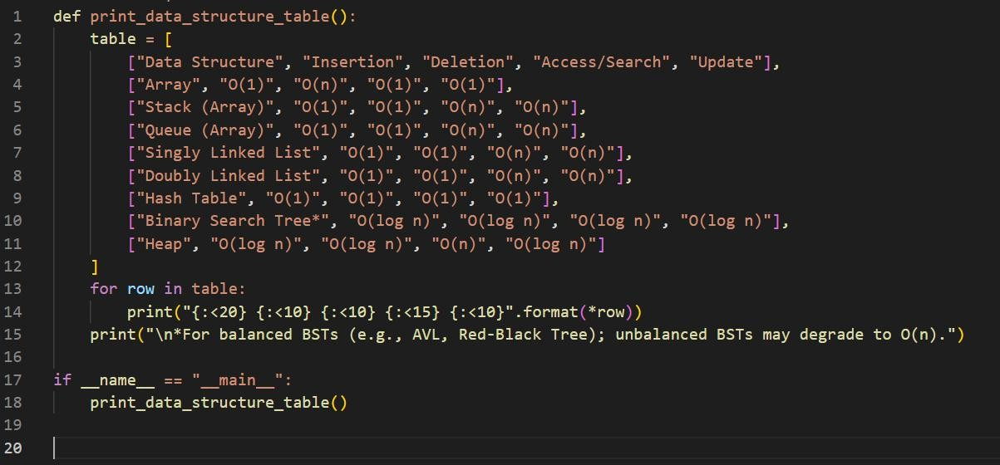 1 def print_data_structure_table():
2     table = [
3         ["Data Structure", "Insertion", "Deletion", "Access/Search", "Update"],
4         ["Array", "O(1)", "O(n)", "O(1)", "O(1)"],
5         ["Stack (Array)", "O(1)", "O(1)", "O(n)", "O(n)"],
6         ["Queue (Array)", "O(1)", "O(1)", "O(n)", "O(n)"],
7         ["Singly Linked List", "O(1)", "O(1)", "O(n)", "O(n)"],
8         ["Doubly Linked List", "O(1)", "O(1)", "O(n)", "O(n)"],
9         ["Hash Table", "O(1)", "O(1)", "O(1)", "O(1)"],
10         ["Binary Search Tree*", "O(log n)", "O(log n)", "O(log n)", "O(log n)"],
11         ["Heap", "O(log n)", "O(log n)", "O(n)", "O(log n)"]
12     ]
13     for row in table:
14         print("{:<20} {:<10} {:<10} {:<15} {:<10}".format(*row))
15     print("\n*For balanced BSTs (e.g., AVL, Red-Black Tree); unbalanced BSTs may degrade to O(n).")
16
17 if __name__ == "__main__":
18     print_data_structure_table()
19
20